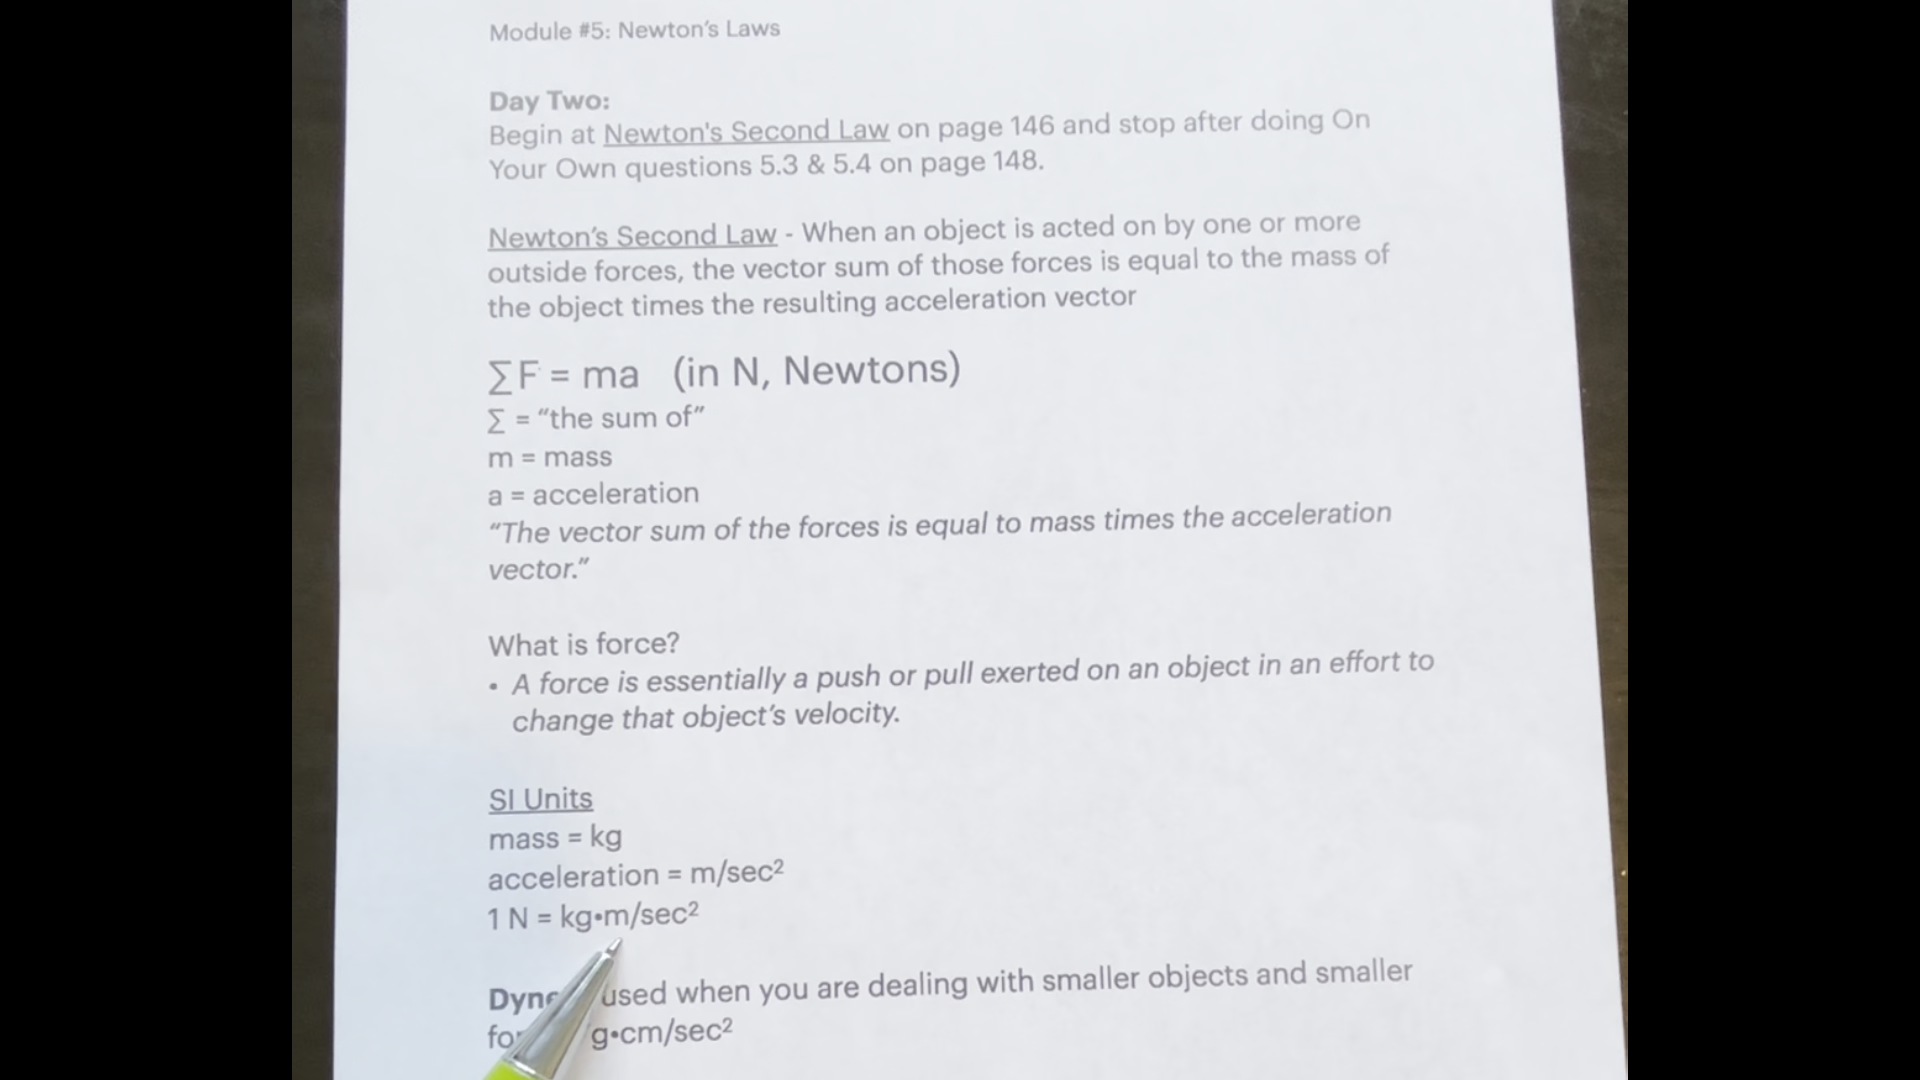 Module #5: Newton’s Laws
Day Two:
Begin at Newton's Second Law on page 146 and stop after doing On
Your Own questions 5.3 & 5.4 on page 148.
Newton’s Second Law - When an object is acted on by one or more
outside forces, the vector sum of those forces is equal to the mass of
the object times the resulting acceleration vector
∑F = ma (in N, Newtons)
∑ = “the sum of”
m = mass
a = acceleration
“The vector sum of the forces is equal to mass times the acceleration
vector.”
What is force?
• A force is essentially a push or pull exerted on an object in an effort to
change that object’s velocity.
SI Units
mass = kg
acceleration = m/sec²
1 N = kg•m/sec²
used when you are dealing with smaller objects and smaller
g•cm/sec²